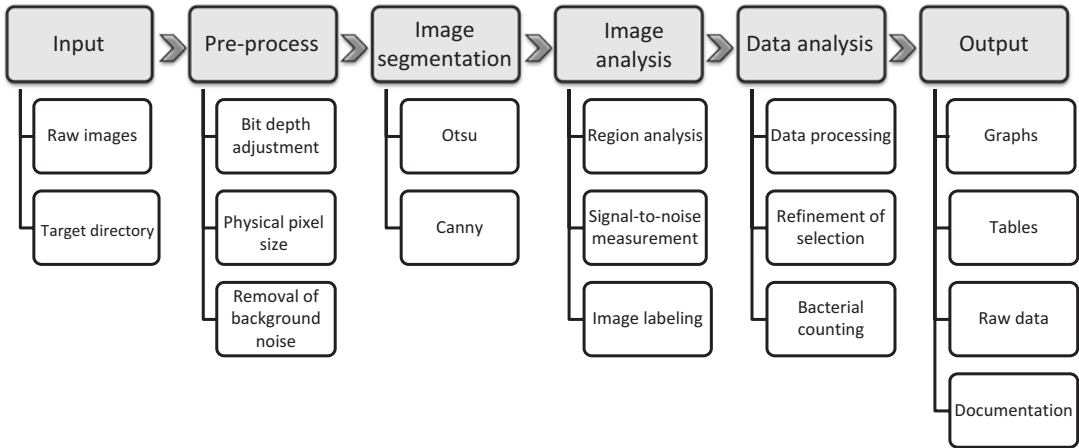 Input
Pre-process
Image
segmentation
Image
analysis
Data analysis
Output
Raw images
Target directory
Bit depth
adjustment
Physical pixel
size
Removal of
background
noise
Otsu
Canny
Region analysis
Signal-to-noise
measurement
Image labeling
Data processing
Refinement of
selection
Bacterial
counting
Graphs
Tables
Raw data
Documentation